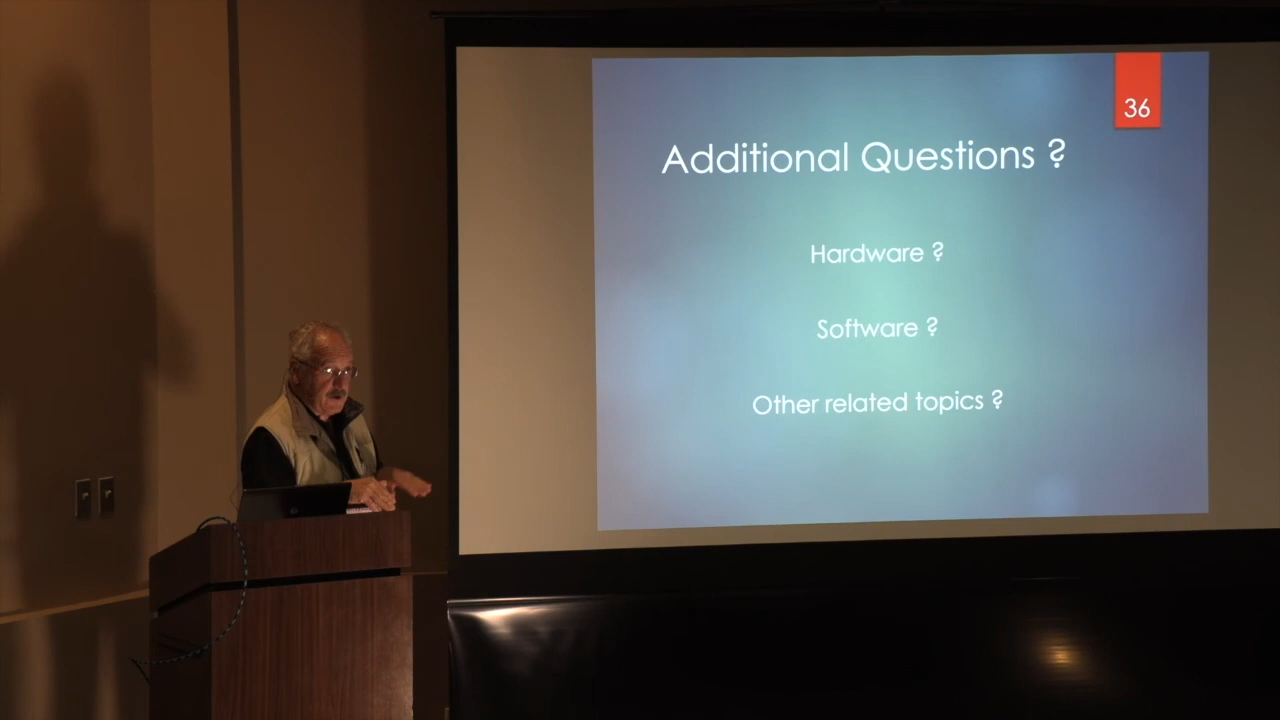 36
Additional Questions ?
Hardware ?
Software ?
Other related topics ?